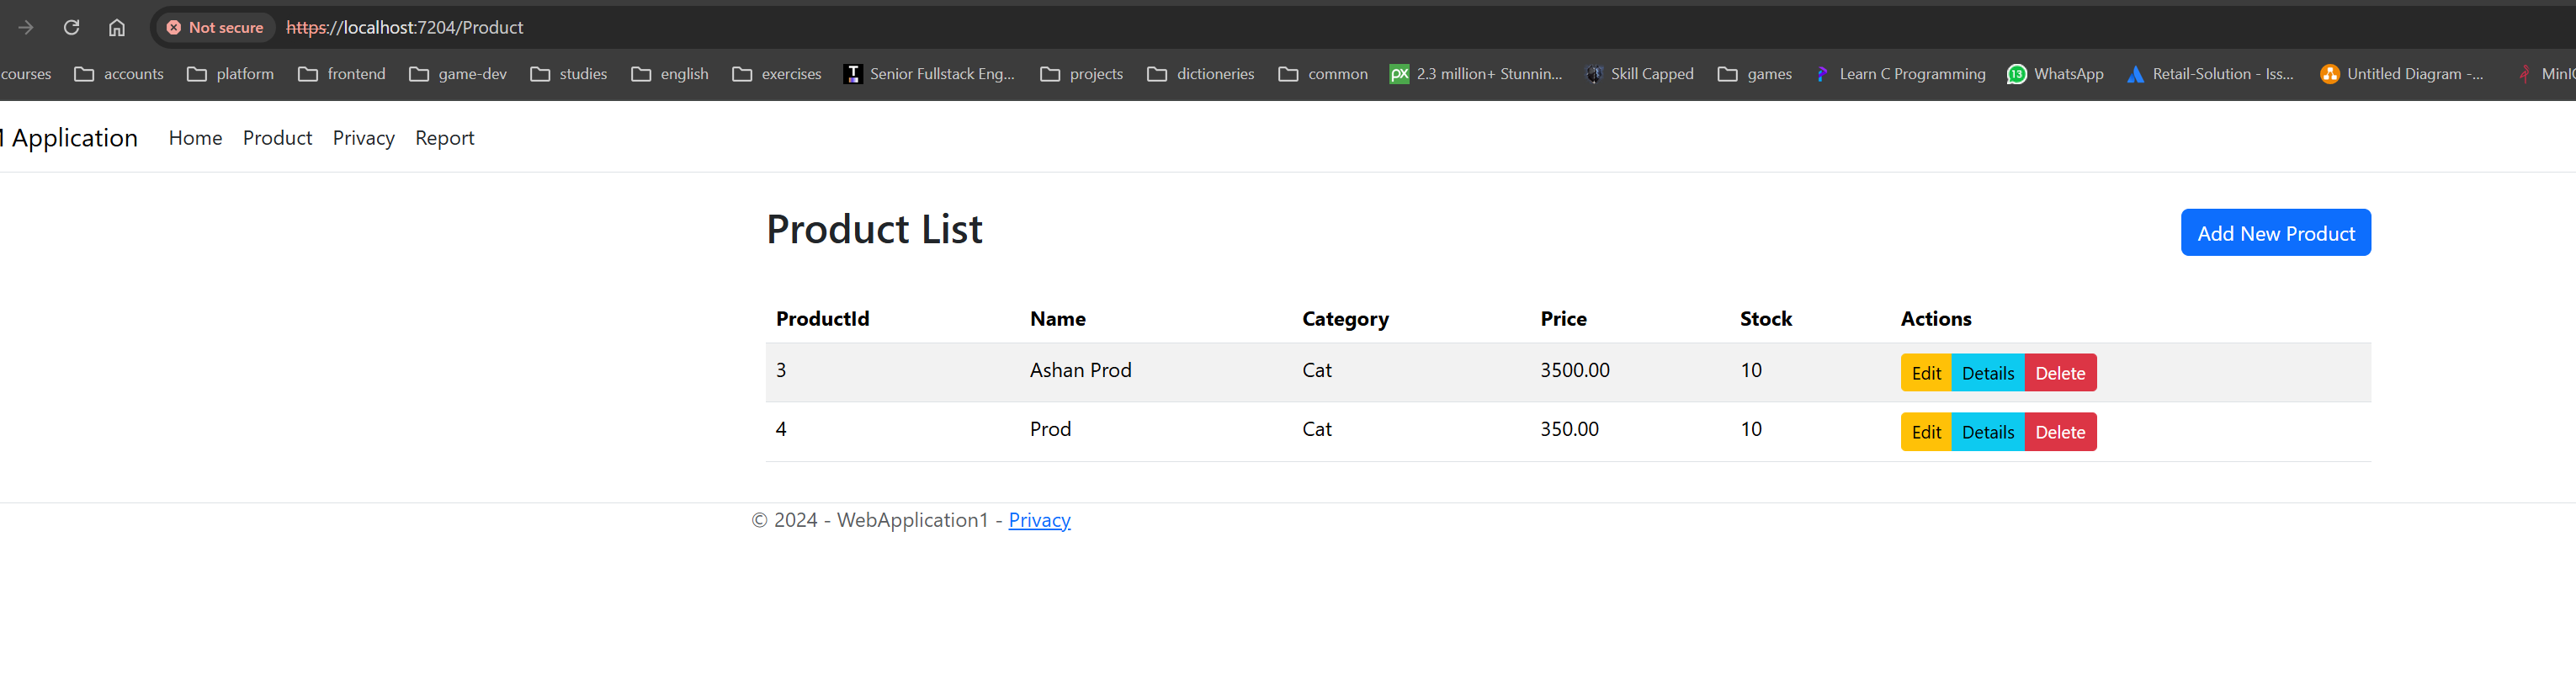 Not secure https://localhost:7204/Product
courses accounts platform frontend game-dev studies english exercises Senior Fullstack Eng... projects dictioneries common 2.3 million+ Stunnin... Skill Capped games Learn C Programming WhatsApp Retail-Solution - Iss... Untitled Diagram -...
Application Home Product Privacy Report
Product List Add New Product
ProductId Name Category Price Stock Actions
3 Ashan Prod Cat 3500.00 10 Edit Details Delete
4 Prod Cat 350.00 10 Edit Details Delete
© 2024 - WebApplication1 - Privacy